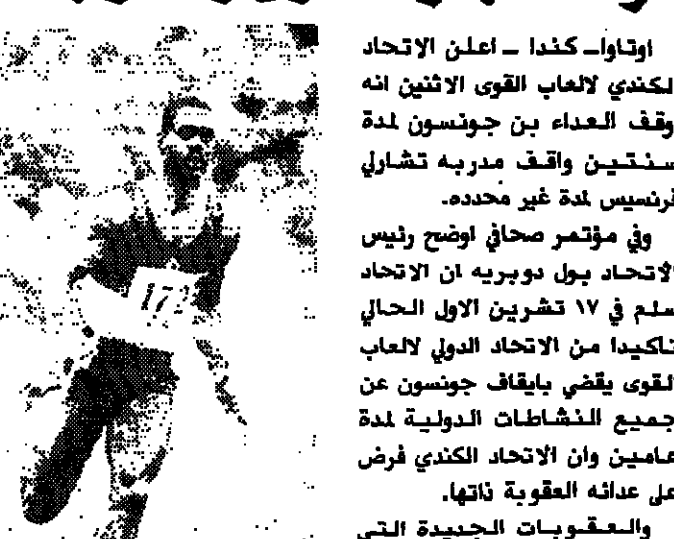 اوتاوا ـ كندا ـ اعلن الاتحاد
الكندي لالعاب القوى الاثنين انه
وقف العداء بن جونسون لمدة
سنتين واقف مدربه تشارلي
فرنسيس لمدة غير محدده.
وفي مؤتمر صحافي اوضح رئيس
الاتحاد بول دوبريه ان الاتحاد
سلم في ١٧ تشرين الاول الحالي
تاكيدا من الاتحاد الدولي لالعاب
القوى يقضي بايقاف جونسون عن
جميع النشاطات الدولية لمدة
عامين وان الاتحاد الكندي فرض
على عدائه العقوبة ذاتها.
والعقوبات الجديدة التي